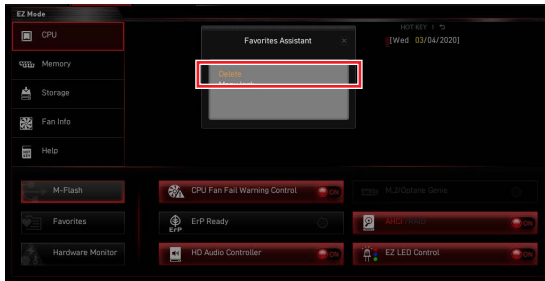 EZ Mode
HOT KEY | ↩
CPU
Favorites Assistant ×
[Wed 03/04/2020]
Memory
Delete
Storage
Fan Info
Help
M-Flash
CPU Fan Fail Warning Control
ON
M.2/Optane Genie
Favorites
ErP
ErP Ready
AHCI / RAID
ON
Hardware Monitor
HD Audio Controller
ON
EZ LED Control
ON